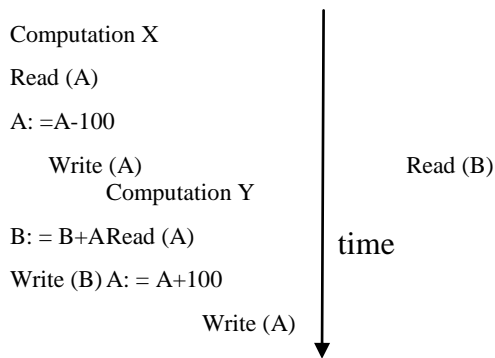 Computation X
Read (A)
A: =A-100
Write (A) Read (B)
Computation Y
B: = B+ARead (A)
time
Write (B) A: = A+100
Write (A)